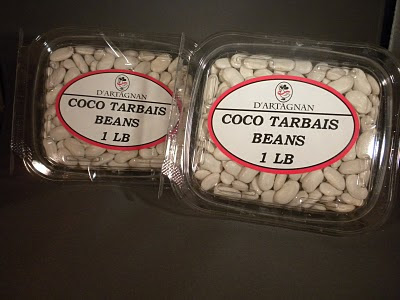 D'ARTAGNAN
COCO TARBAIS
BEANS
1 LB
D'ARTAGNAN
COCO TARBAIS
BEANS
1 LB